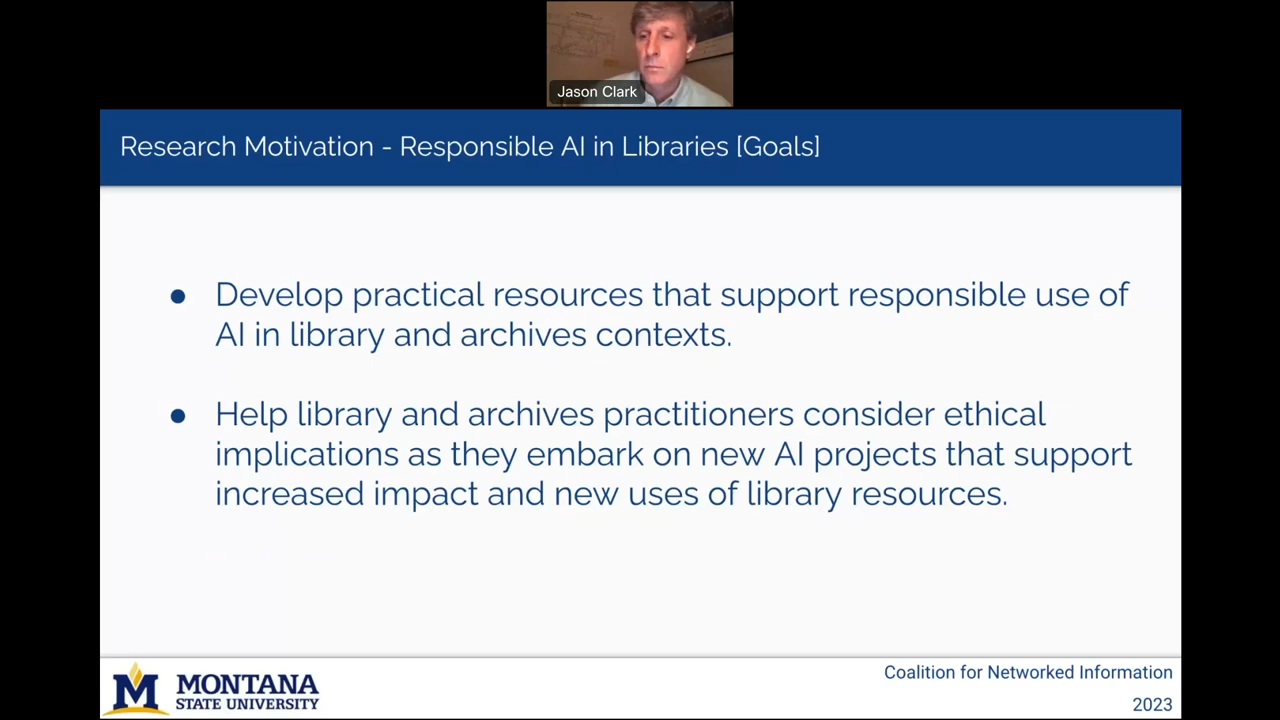 Jason Clark
Research Motivation - Responsible AI in Libraries [Goals]
● Develop practical resources that support responsible use of
AI in library and archives contexts.
● Help library and archives practitioners consider ethical
implications as they embark on new AI projects that support
increased impact and new uses of library resources.
M MONTANA
STATE UNIVERSITY
Coalition for Networked Information
2023